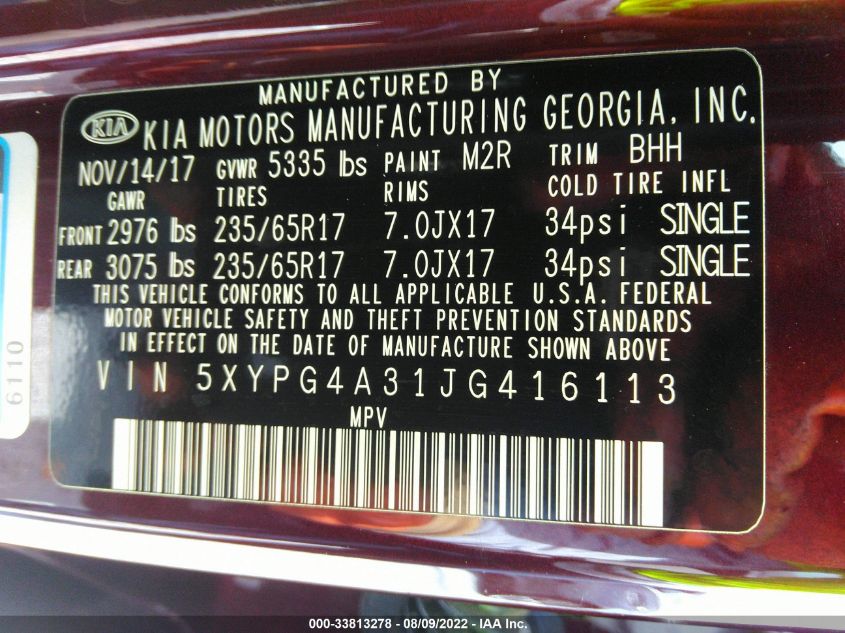 MANUFACTURED BY
KIA KIA MOTORS MANUFACTURING GEORGIA, INC.
NOV/14/17 GVWR 5335 lbs PAINT M2R TRIM BHH
GAWR TIRES RIMS COLD TIRE INFL
FRONT 2976 lbs 235/65R17 7.0JX17 34psi SINGLE
REAR 3075 lbs 235/65R17 7.0JX17 34psi SINGLE
THIS VEHICLE CONFORMS TO ALL APPLICABLE U.S.A. FEDERAL
MOTOR VEHICLE SAFETY AND THEFT PREVENTION STANDARDS
IN EFFECT ON THE DATE OF MANUFACTURE SHOWN ABOVE
VIN 5XYPG4A31JG416113
MPV
6110
000-33813278 - 08/09/2022 - IAA Inc.